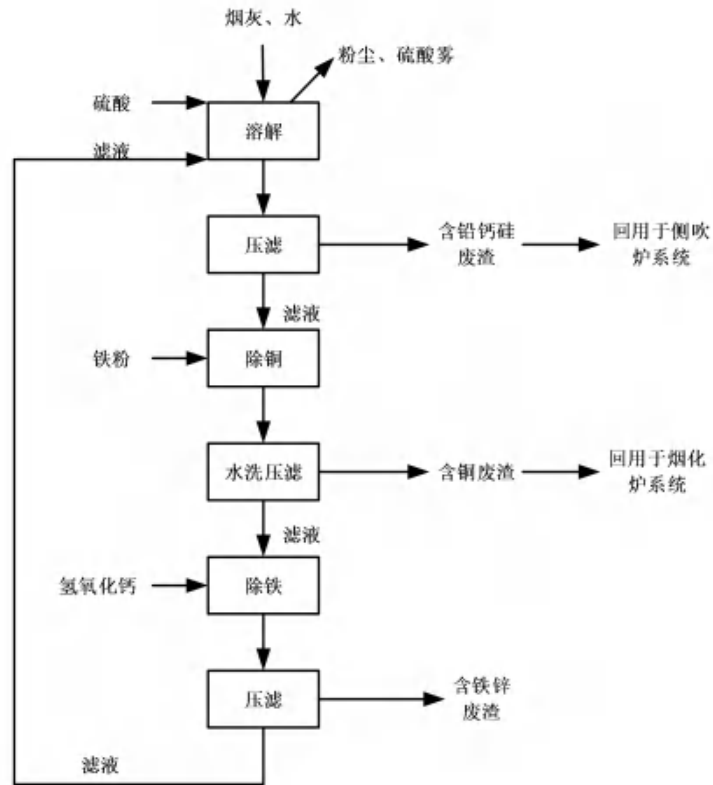 烟灰、水
粉尘、硫酸雾
硫酸
溶解
滤液
压滤
含铅钙硅
废渣
回用于侧吹
炉系统
滤液
铁粉
除铜
水洗压滤
含铜废渣
回用于烟化
炉系统
滤液
氢氧化钙
除铁
压滤
含铁锌
废渣
滤液